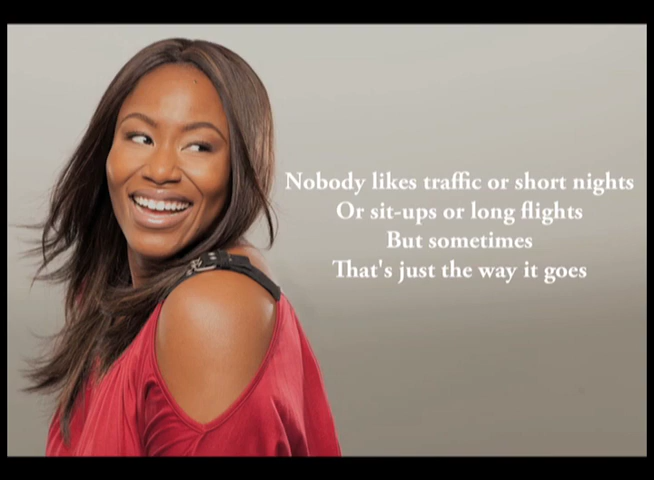 Nobody likes traffic or short nights
Or sit-ups or long flights
But sometimes
That's just the way it goes